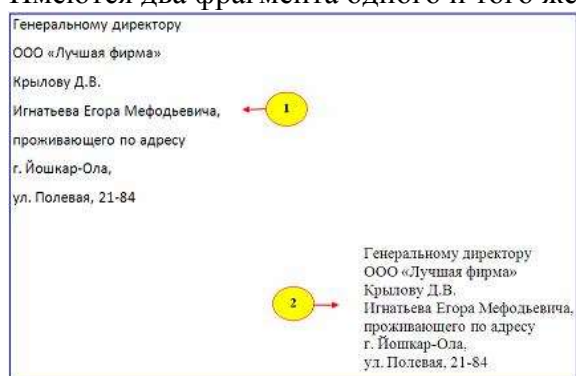 Имеются два фрагмента одного и того же
Генеральному директору
ООО «Лучшая фирма»
Крылову Д.В.
Игнатьева Егора Мефодьевича,
1
проживающего по адресу
г. Йошкар-Ола,
ул. Полевая, 21-84
Генеральному директору
ООО «Лучшая фирма»
Крылову Д.В.
2
Игнатьева Егора Мефодьевича,
проживающего по адресу
г. Йошкар-Ола,
ул. Полевая, 21-84